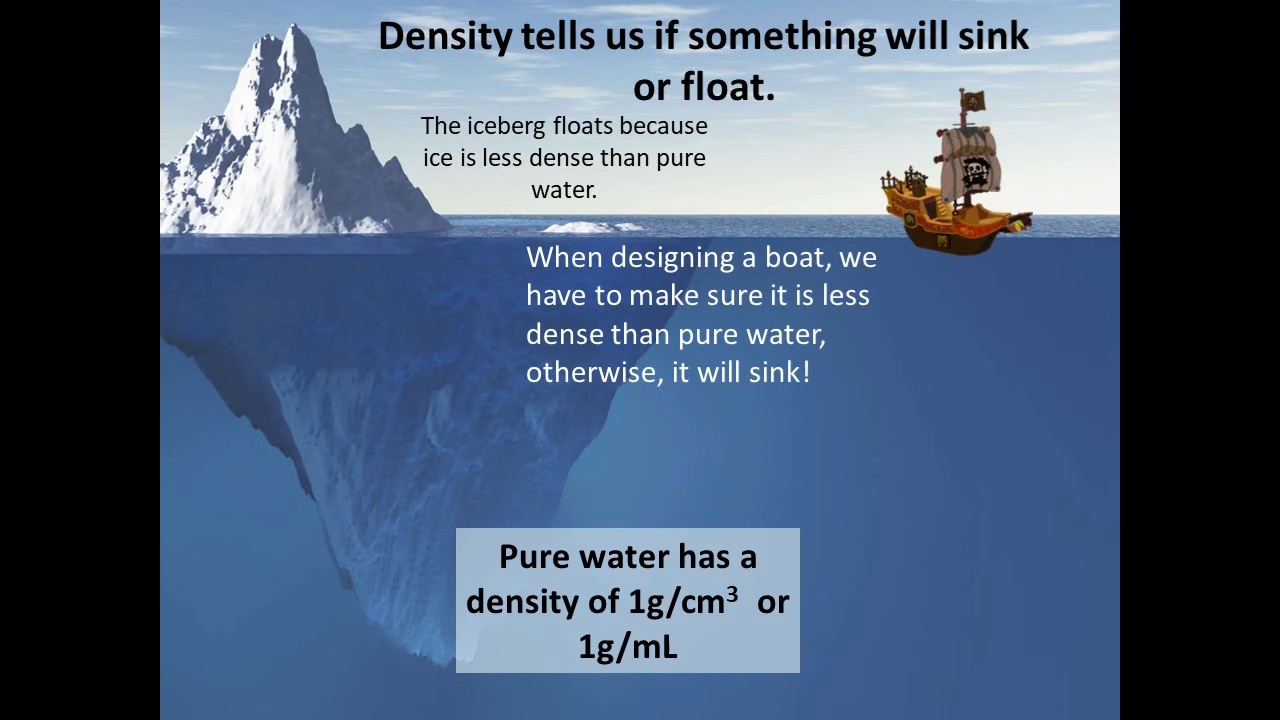 Density tells us if something will sink
or float.
The iceberg floats because
ice is less dense than pure
water.
When designing a boat, we
have to make sure it is less
dense than pure water,
otherwise, it will sink!
Pure water has a
density of 1g/cm³ or
1g/mL